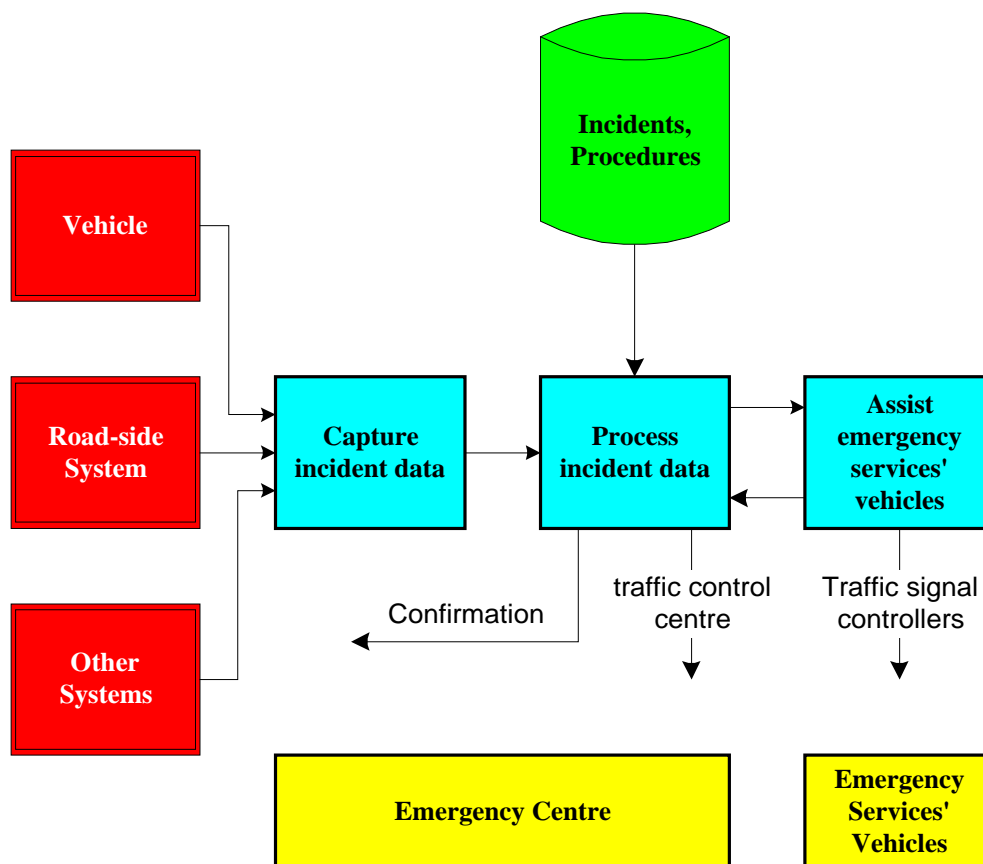 Incidents,
Procedures
Vehicle
Road-side
System
Other
Systems
Capture
incident data
Process
incident data
Assist
emergency
services'
vehicles
Confirmation
traffic control
centre
Traffic signal
controllers
Emergency Centre
Emergency
Services'
Vehicles